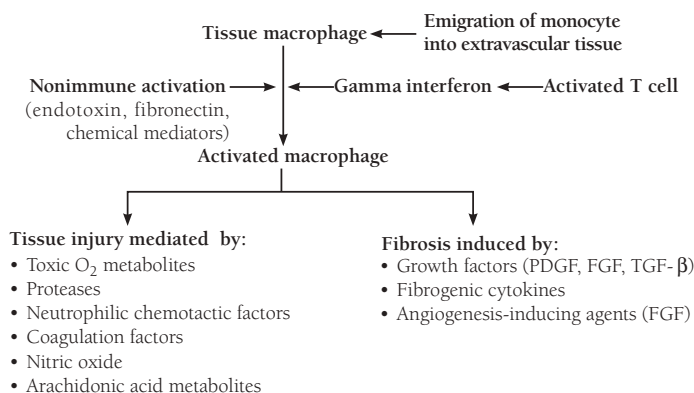 Tissue macrophage
Emigration of monocyte
into extravascular tissue
Nonimmune activation
(endotoxin, fibronectin,
chemical mediators)
Gamma interferon
Activated T cell
Activated macrophage
Tissue injury mediated by:
• Toxic O₂ metabolites
• Proteases
• Neutrophilic chemotactic factors
• Coagulation factors
• Nitric oxide
• Arachidonic acid metabolites
Fibrosis induced by:
• Growth factors (PDGF, FGF, TGF-β)
• Fibrogenic cytokines
• Angiogenesis-inducing agents (FGF)